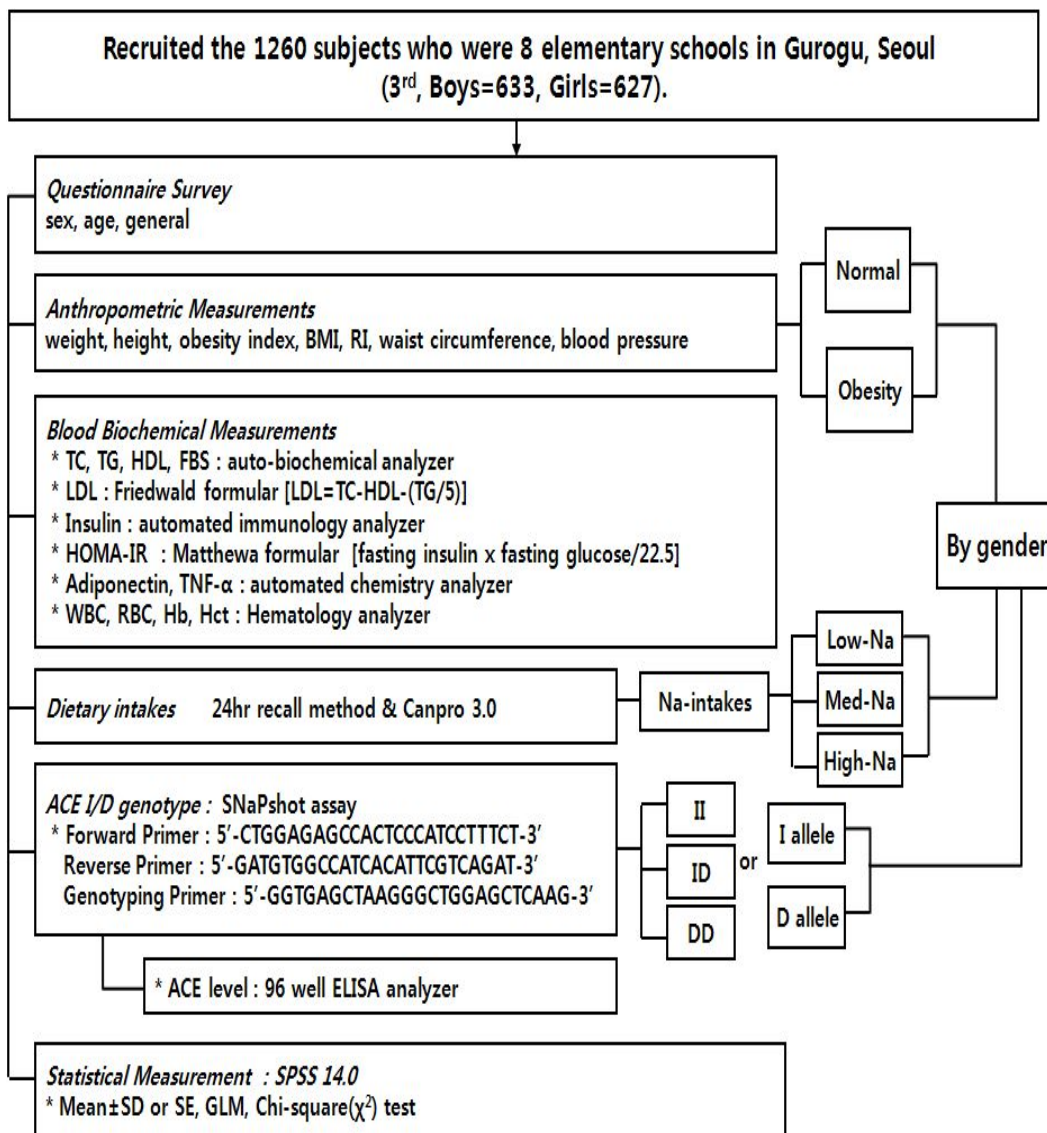 Recruited the 1260 subjects who were 8 elementary schools in Gurogu, Seoul
(3rd, Boys=633, Girls=627).
Questionnaire Survey
sex, age, general
Anthropometric Measurements
weight, height, obesity index, BMI, RI, waist circumference, blood pressure
Normal
Obesity
Blood Biochemical Measurements
* TC, TG, HDL, FBS : auto-biochemical analyzer
* LDL : Friedwald formular [LDL=TC-HDL-(TG/5)]
* Insulin : automated immunology analyzer
* HOMA-IR : Matthewa formular [fasting insulin x fasting glucose/22.5]
* Adiponectin, TNF-α : automated chemistry analyzer
* WBC, RBC, Hb, Hct : Hematology analyzer
By gender
Dietary intakes 24hr recall method & Canpro 3.0
Na-intakes
Low-Na
Med-Na
High-Na
ACE I/D genotype : SNaPshot assay
* Forward Primer : 5′-CTGGAGAGCCACTCCCATCCTTTCT-3′
Reverse Primer : 5′-GATGTGGCCATCACATTCGTCAGAT-3′
Genotyping Primer : 5′-GGTGAGCTAAGGGCTGGAGCTCAAG-3′
II
ID
DD
or
I allele
D allele
* ACE level : 96 well ELISA analyzer
Statistical Measurement : SPSS 14.0
* Mean±SD or SE, GLM, Chi-square(χ²) test